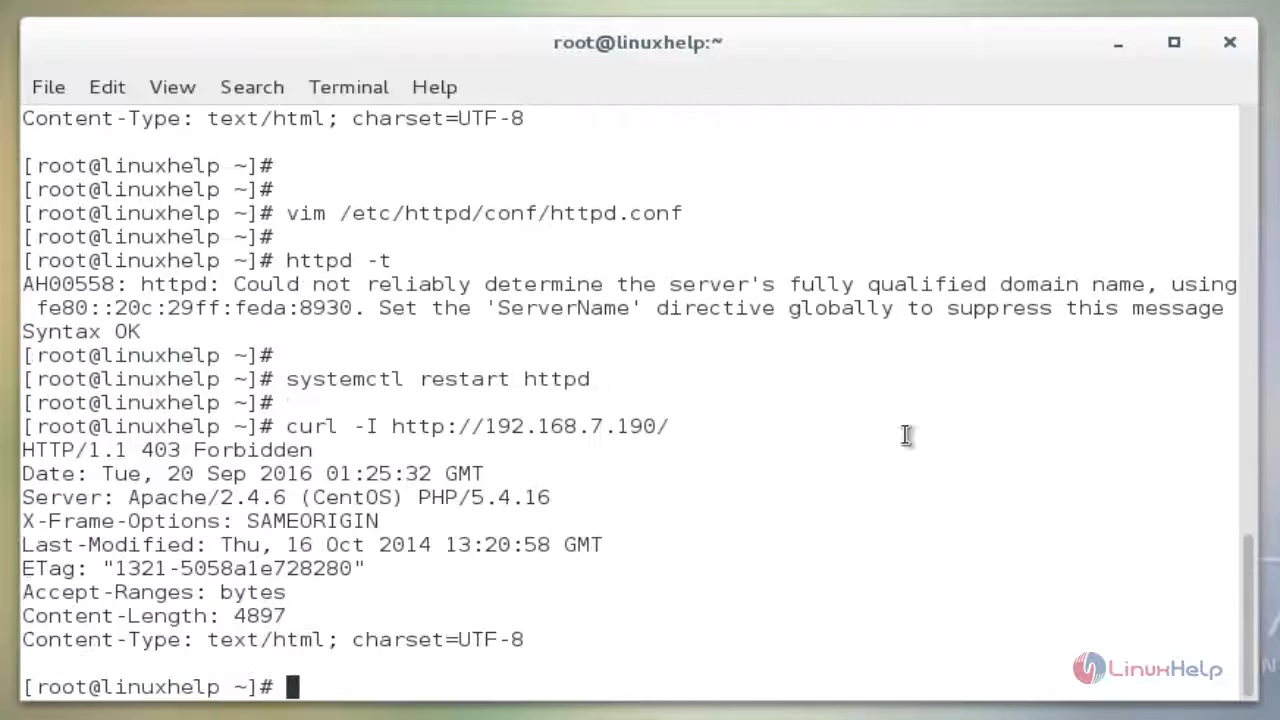 root@linuxhelp:~
File Edit View Search Terminal Help
Content-Type: text/html; charset=UTF-8
[root@linuxhelp ~]#
[root@linuxhelp ~]#
[root@linuxhelp ~]# vim /etc/httpd/conf/httpd.conf
[root@linuxhelp ~]#
[root@linuxhelp ~]# httpd -t
AH00558: httpd: Could not reliably determine the server's fully qualified domain name, using
fe80::20c:29ff:feda:8930. Set the 'ServerName' directive globally to suppress this message
Syntax OK
[root@linuxhelp ~]#
[root@linuxhelp ~]# systemctl restart httpd
[root@linuxhelp ~]#
[root@linuxhelp ~]# curl -I http://192.168.7.190/
HTTP/1.1 403 Forbidden
Date: Tue, 20 Sep 2016 01:25:32 GMT
Server: Apache/2.4.6 (CentOS) PHP/5.4.16
X-Frame-Options: SAMEORIGIN
Last-Modified: Thu, 16 Oct 2014 13:20:58 GMT
ETag: "1321-5058a1e728280"
Accept-Ranges: bytes
Content-Length: 4897
Content-Type: text/html; charset=UTF-8
[root@linuxhelp ~]#
LinuxHelp